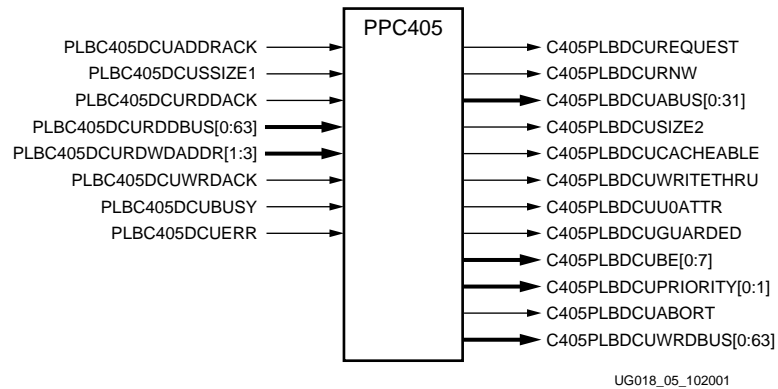 PPC405
PLBC405DCUADDRACK
PLBC405DCUSSIZE1
PLBC405DCURDDACK
PLBC405DCURDDBUS[0:63]
PLBC405DCURDWDADDR[1:3]
PLBC405DCUWRDACK
PLBC405DCUBUSY
PLBC405DCUERR
C405PLBDCUREQUEST
C405PLBDCURNW
C405PLBDCUABUS[0:31]
C405PLBDCUSIZE2
C405PLBDCUCACHEABLE
C405PLBDCUWRITETHRU
C405PLBDCUU0ATTR
C405PLBDCUGUARDED
C405PLBDCUBE[0:7]
C405PLBDCUPRIORITY[0:1]
C405PLBDCUABORT
C405PLBDCUWRDBUS[0:63]
UG018_05_102001